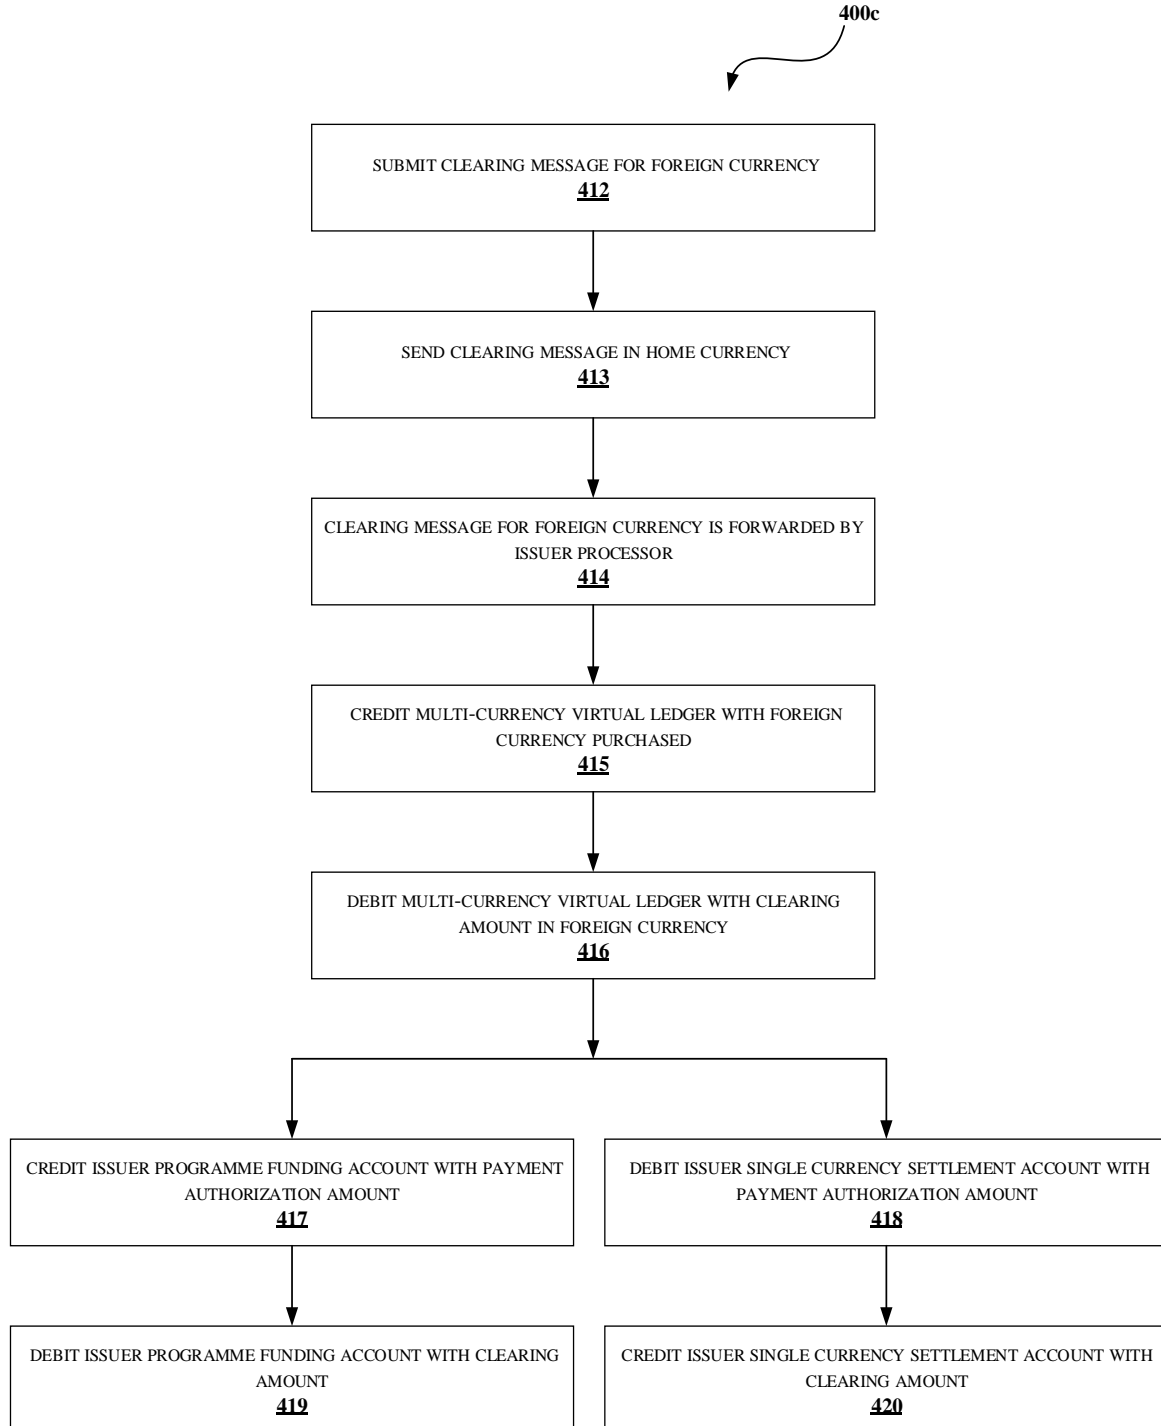 400c
SUBMIT CLEARING MESSAGE FOR FOREIGN CURRENCY
412
SEND CLEARING MESSAGE IN HOME CURRENCY
413
CLEARING MESSAGE FOR FOREIGN CURRENCY IS FORWARDED BY
ISSUER PROCESSOR
414
CREDIT MULTI-CURRENCY VIRTUAL LEDGER WITH FOREIGN
CURRENCY PURCHASED
415
DEBIT MULTI-CURRENCY VIRTUAL LEDGER WITH CLEARING
AMOUNT IN FOREIGN CURRENCY
416
CREDIT ISSUER PROGRAMME FUNDING ACCOUNT WITH PAYMENT
AUTHORIZATION AMOUNT
417
DEBIT ISSUER SINGLE CURRENCY SETTLEMENT ACCOUNT WITH
PAYMENT AUTHORIZATION AMOUNT
418
DEBIT ISSUER PROGRAMME FUNDING ACCOUNT WITH CLEARING
AMOUNT
419
CREDIT ISSUER SINGLE CURRENCY SETTLEMENT ACCOUNT WITH
CLEARING AMOUNT
420